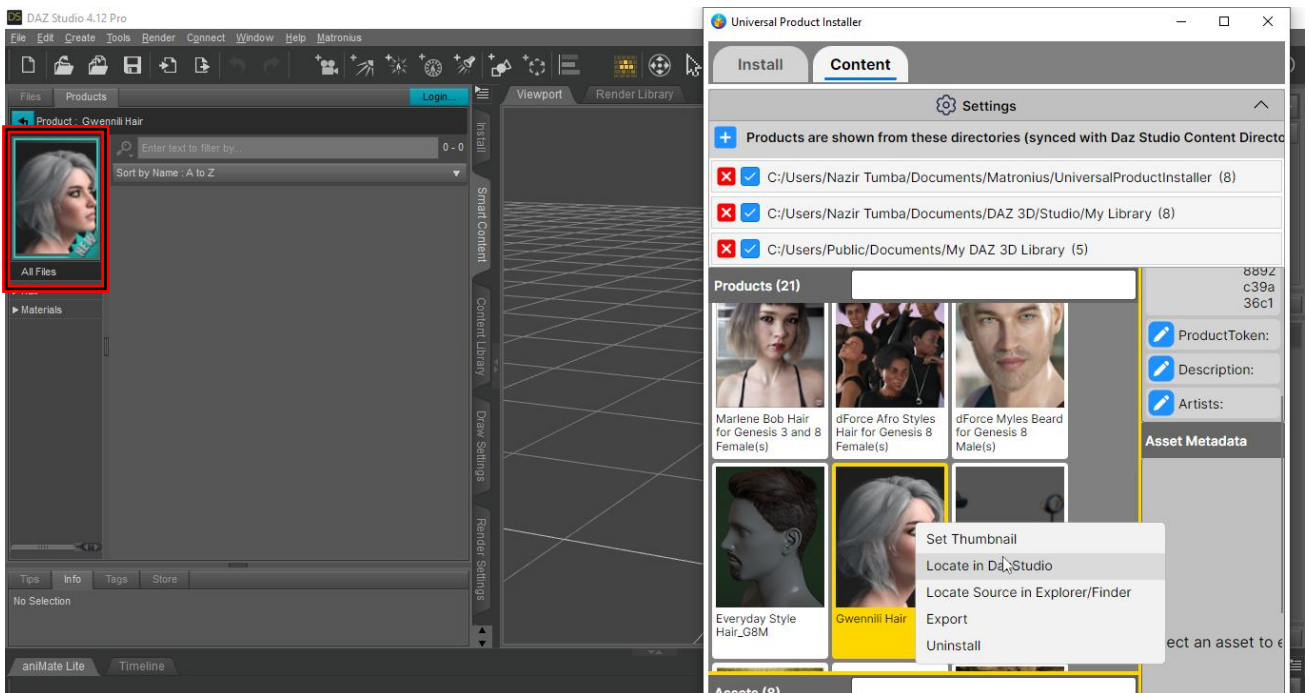 DS DAZ Studio 4.12 Pro
File Edit Create Tools Render Connect Window Help Matronius
Files Products Login...
Product : Gwennili Hair
Enter text to filter by... 0 - 0
Sort by Name : A to Z
NEW
All Files
Materials
Install
Smart Content
Content Library
Draw Settings
Render Settings
Tips Info Tags Store
No Selection
aniMate Lite Timeline
Viewport Render Library
Universal Product Installer
Install Content
Settings
Products are shown from these directories (synced with Daz Studio Content Directo
C:/Users/Nazir Tumba/Documents/Matronius/UniversalProductInstaller (8)
C:/Users/Nazir Tumba/Documents/DAZ 3D/Studio/My Library (8)
C:/Users/Public/Documents/My DAZ 3D Library (5)
Products (21)
Marlene Bob Hair
for Genesis 3 and 8
Female(s)
dForce Afro Styles
Hair for Genesis 8
Female(s)
dForce Myles Beard
for Genesis 8
Male(s)
Everyday Style
Hair_G8M
Gwennili Hair
Set Thumbnail
Locate in Daz Studio
Locate Source in Explorer/Finder
Export
Uninstall
8892
c39a
36c1
ProductToken:
Description:
Artists:
Asset Metadata
ect an asset to e
Assets (8)